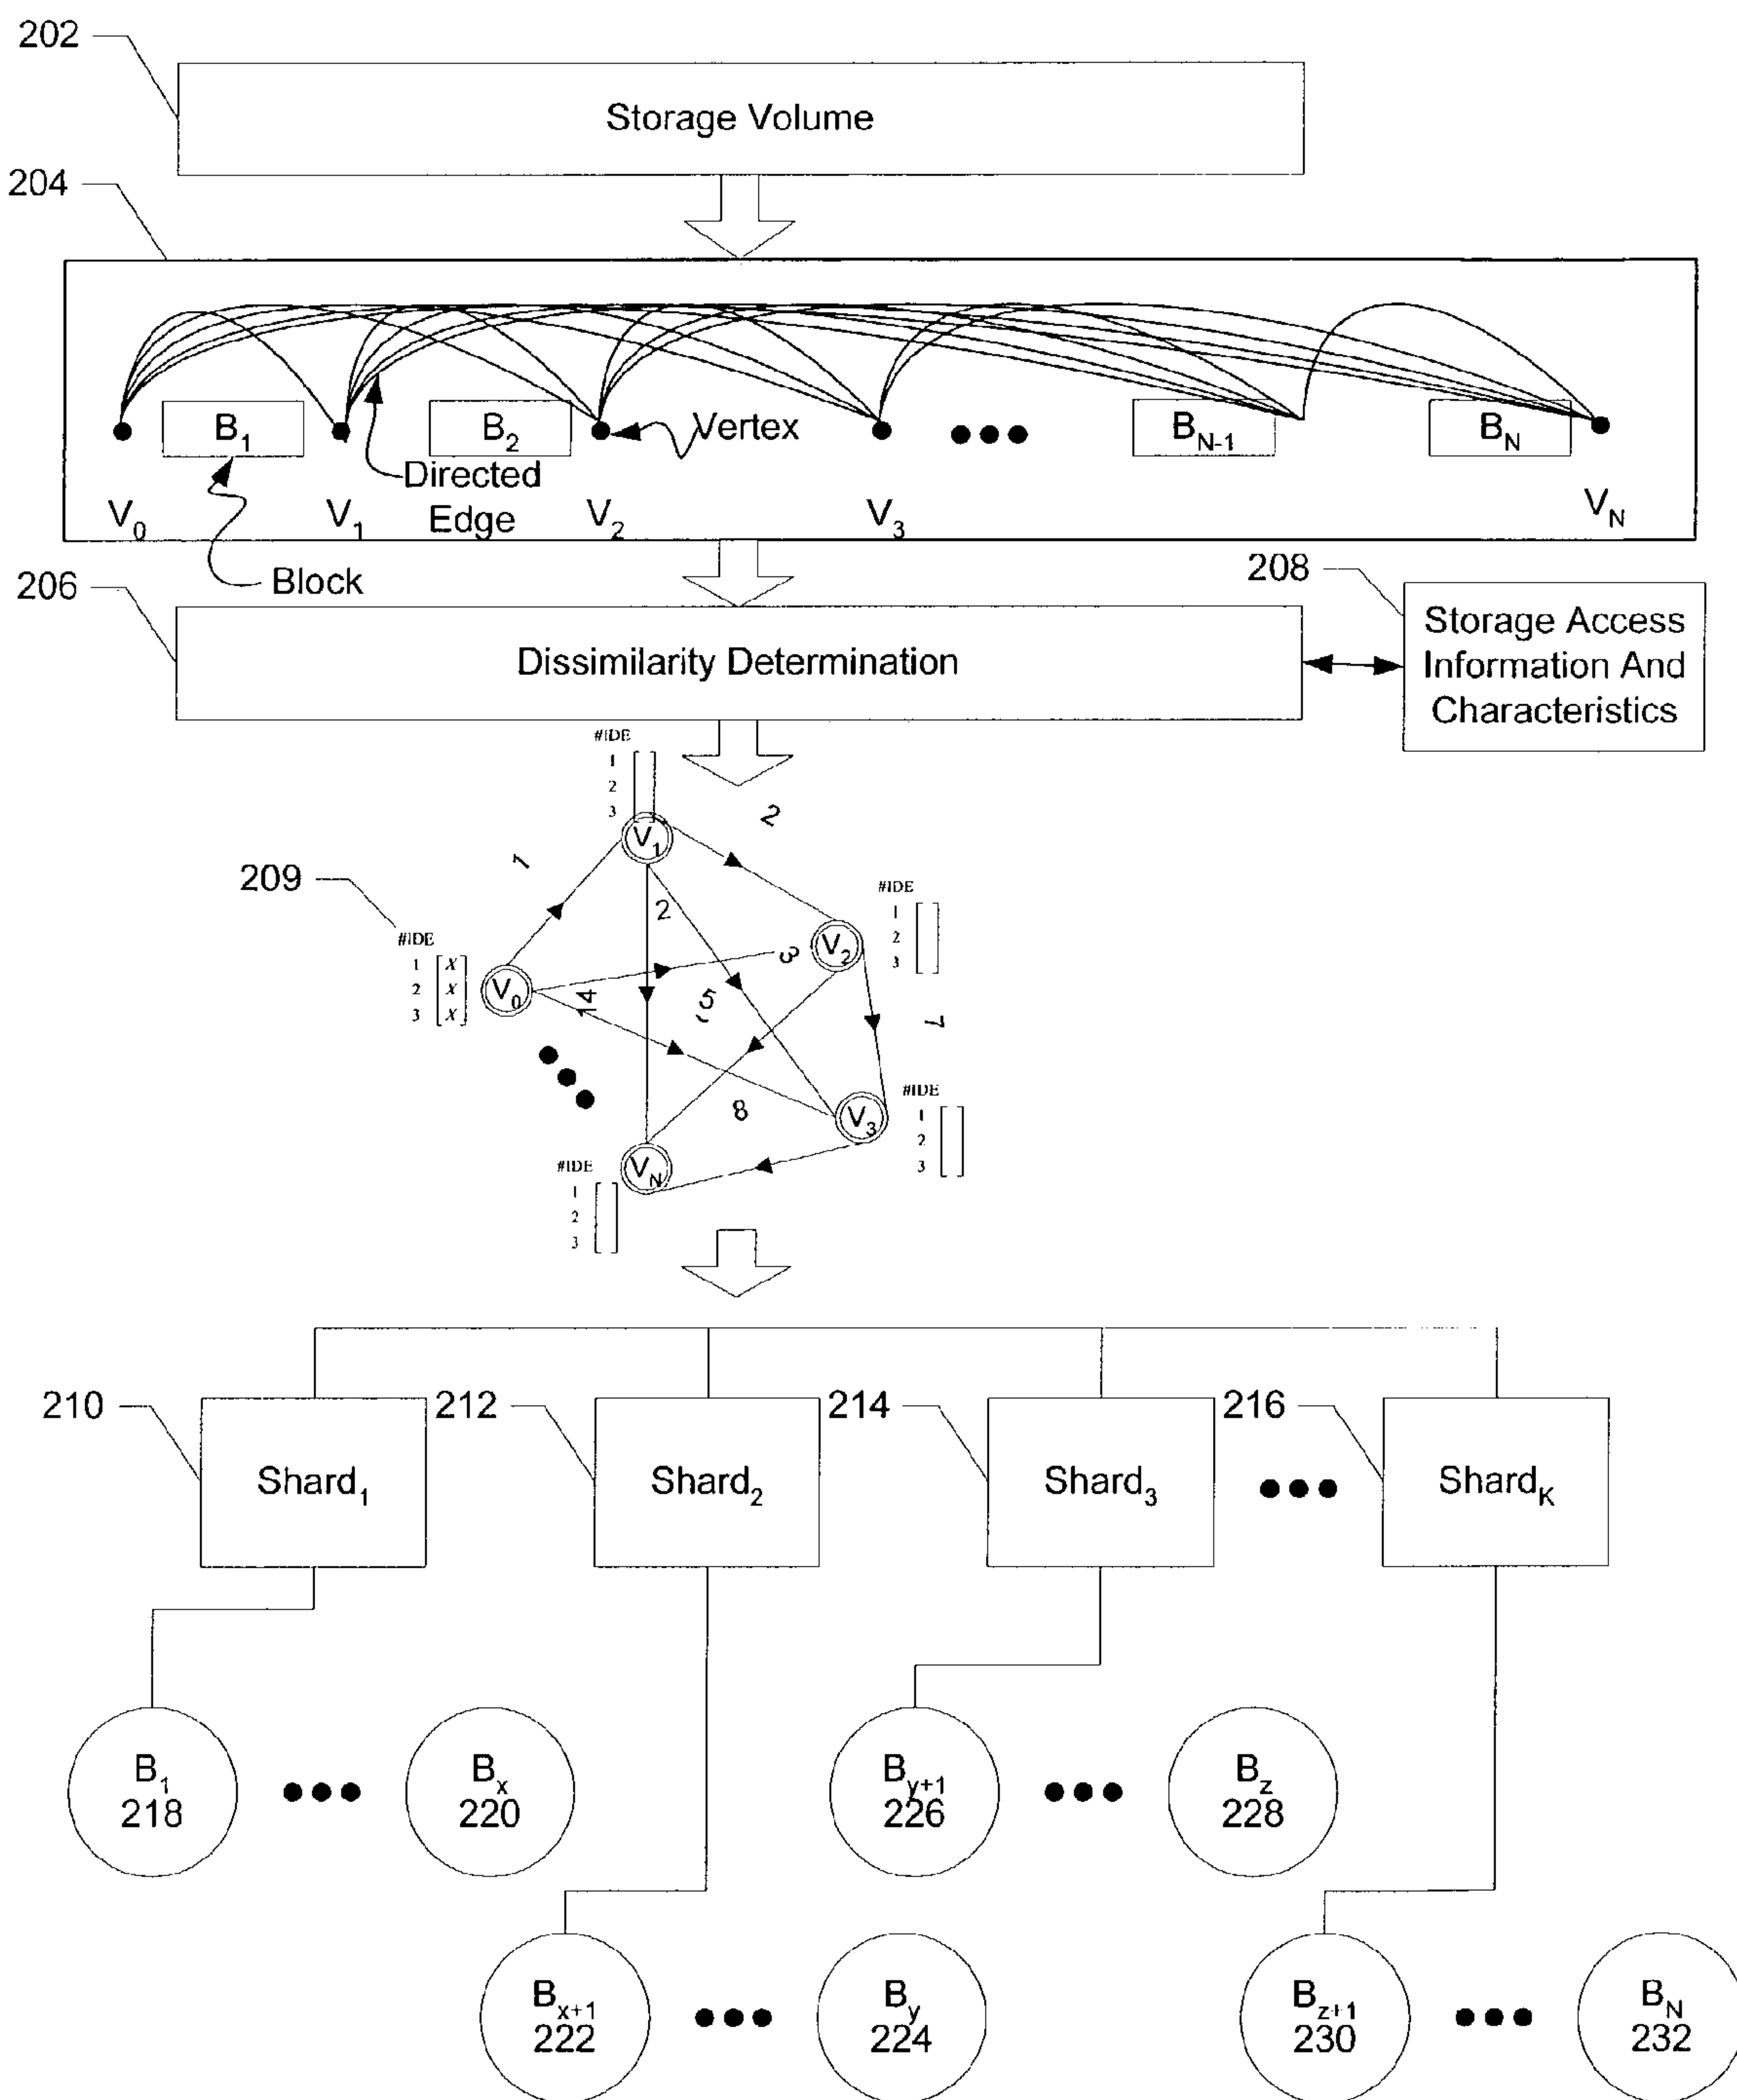 202
Storage Volume
204
B1
B2
Vertex
BN-1
BN
Directed
Edge
V0
V1
V2
V3
VN
Block
206
208
Dissimilarity Determination
Storage Access
Information And
Characteristics
#IDE
1
2
3
V1
2
1
209
#IDE
1
2
3
V2
2
3
#IDE
1 X
2 X
3 X
V0
14
5
7
#IDE
1
2
3
V3
8
#IDE
1
2
3
VN
210
212
214
216
Shard1
Shard2
Shard3
ShardK
B1
218
Bx
220
By+1
226
Bz
228
Bx+1
222
By
224
Bz+1
230
BN
232